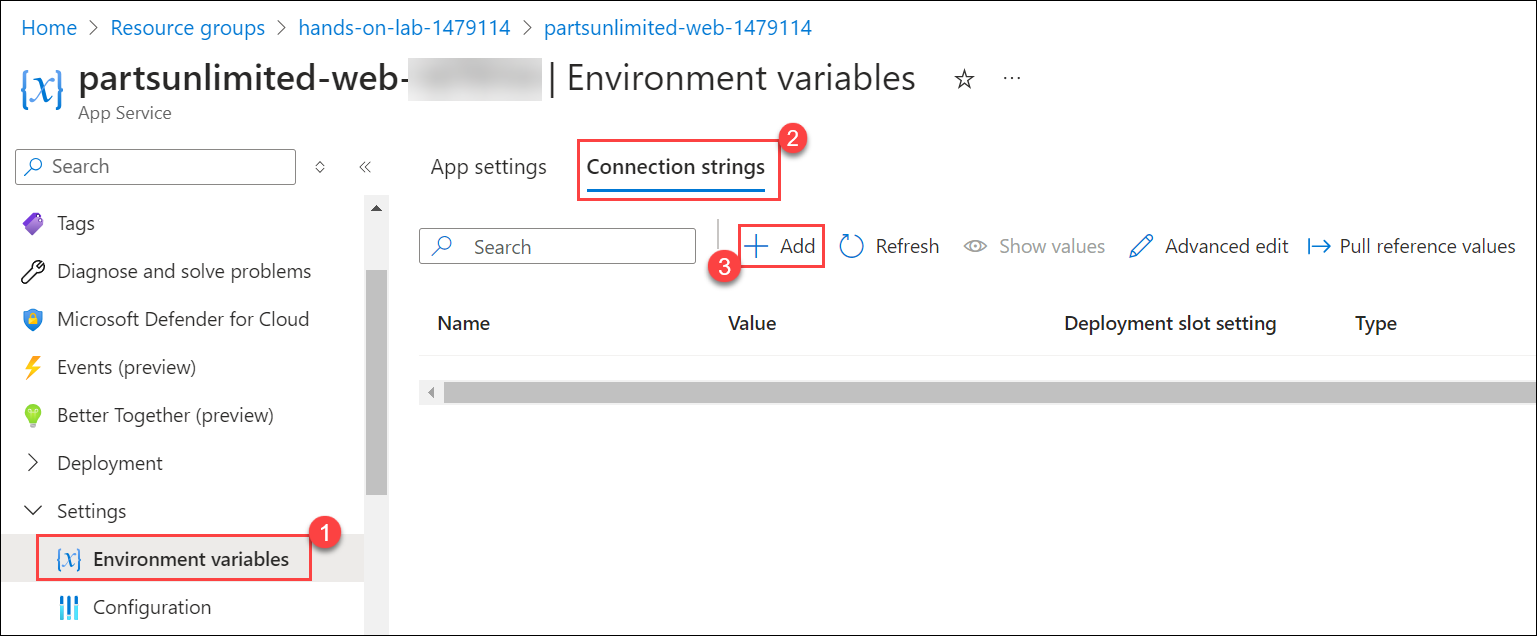 Home > Resource groups > hands-on-lab-1479114 > partsunlimited-web-1479114
partsunlimited-web- | Environment variables ☆ ...
App Service
Search
App settings
Connection strings
2
Tags
Diagnose and solve problems
Microsoft Defender for Cloud
Events (preview)
Better Together (preview)
Deployment
Settings
1
{x} Environment variables
Configuration
Search
3
+ Add
Refresh
Show values
Advanced edit
Pull reference values
Name Value Deployment slot setting Type